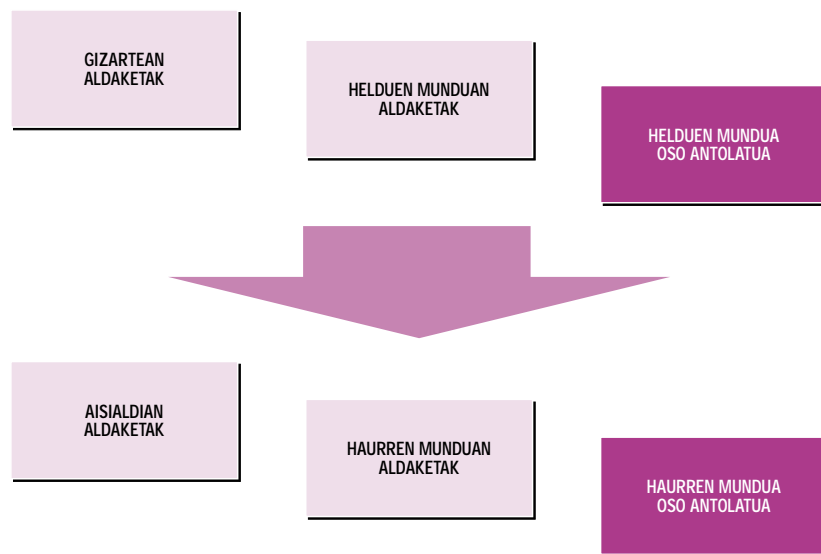 GIZARTEAN
ALDAKETAK
HELDUEN MUNDUAN
ALDAKETAK
HELDUEN MUNDUA
OSO ANTOLATUA
AISIALDIAN
ALDAKETAK
HAURREN MUNDUAN
ALDAKETAK
HAURREN MUNDUA
OSO ANTOLATUA